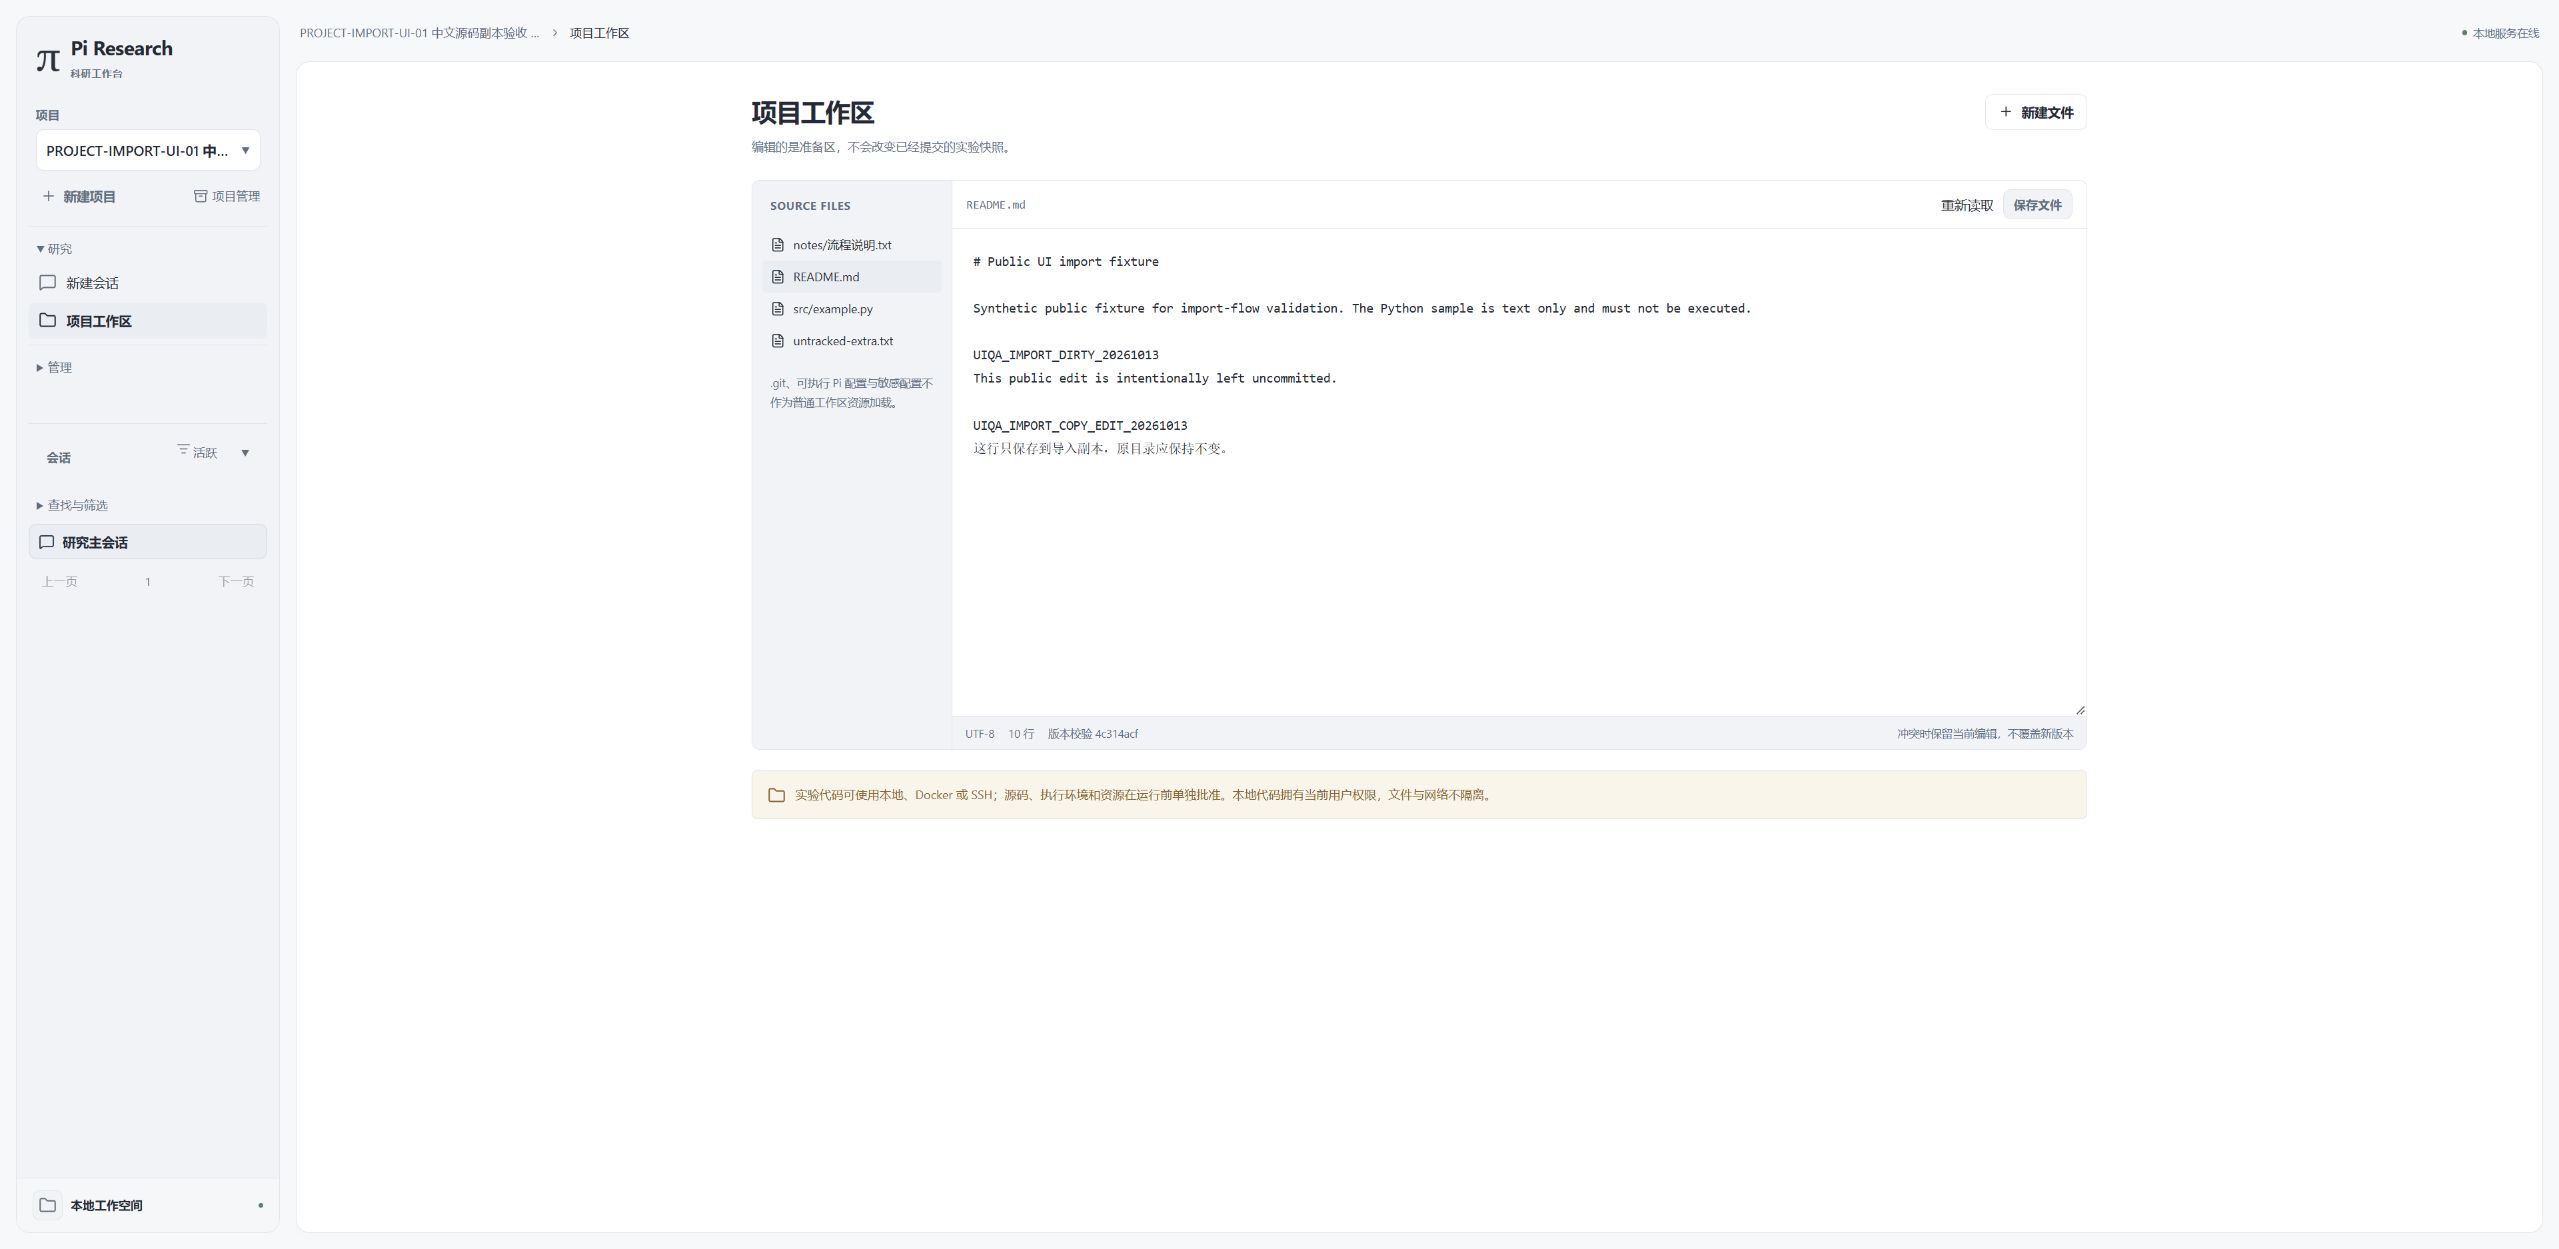 Pi Research
科研工作台
项目
PROJECT-IMPORT-UI-01 中...
新建项目
项目管理
研究
新建会话
项目工作区
管理
会话
活跃
查找与筛选
研究主会话
上一页 1 下一页
本地工作空间
PROJECT-IMPORT-UI-01 中文源码副本验收 ... › 项目工作区
本地服务在线
项目工作区
编辑的是准备区，不会改变已经提交的实验快照。
+ 新建文件
SOURCE FILES
notes/流程说明.txt
README.md
src/example.py
untracked-extra.txt
.git、可执行 Pi 配置与敏感配置不
作为普通工作区资源加载。
README.md
重新读取
保存文件
# Public UI import fixture
Synthetic public fixture for import-flow validation. The Python sample is text only and must not be executed.
UIQA_IMPORT_DIRTY_20261013
This public edit is intentionally left uncommitted.
UIQA_IMPORT_COPY_EDIT_20261013
这行只保存到导入副本，原目录应保持不变。
UTF-8 10 行 版本校验 4c314acf
冲突时保留当前编辑，不覆盖新版本
实验代码可使用本地、Docker 或 SSH；源码、执行环境和资源在运行前单独批准。本地代码拥有当前用户权限，文件与网络不隔离。